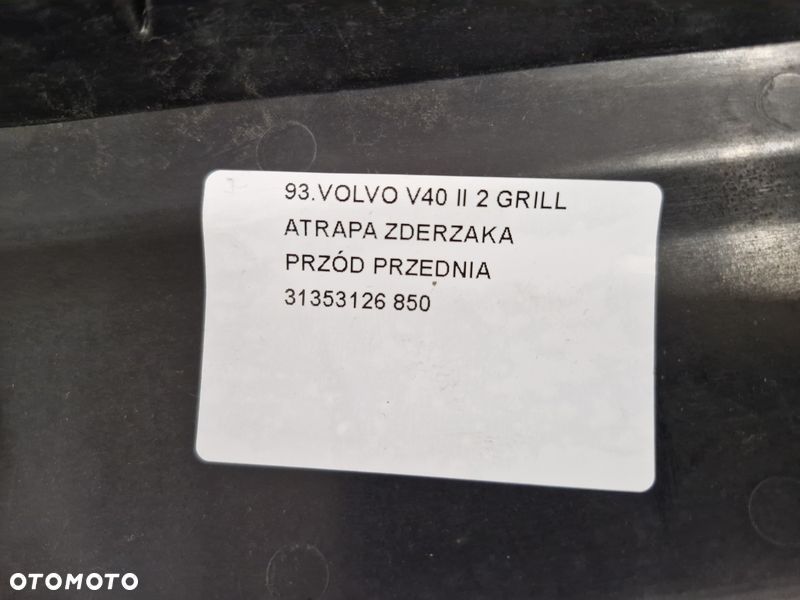 93.VOLVO V40 II 2 GRILL
ATRAPA ZDERZAKA
PRZÓD PRZEDNIA
31353126 850
OTOMOTO